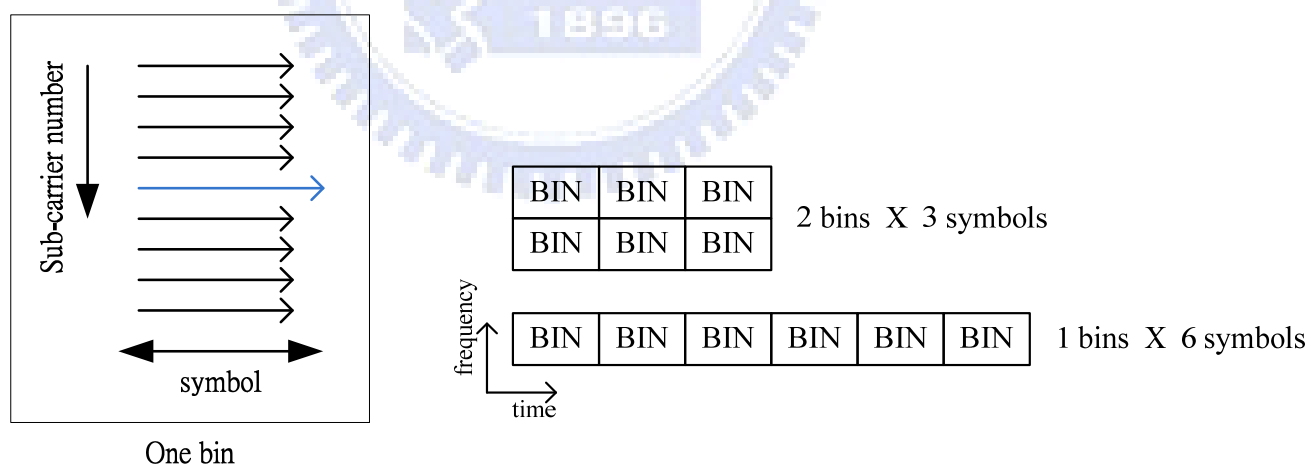 1896
Sub-carrier number
symbol
One bin
BIN BIN BIN
BIN BIN BIN
2 bins X 3 symbols
frequency
time
BIN BIN BIN BIN BIN BIN
1 bins X 6 symbols